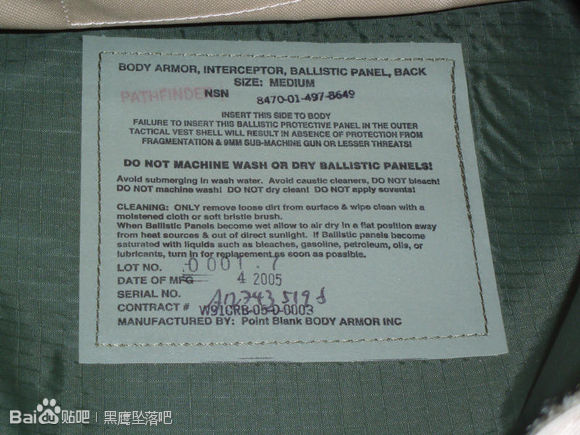 BODY ARMOR, INTERCEPTOR, BALLISTIC PANEL, BACK
SIZE: MEDIUM
PATHFINDE NSN 8470-01-497-8649
INSERT THIS SIDE TO BODY
FAILURE TO INSERT THIS BALLISTIC PROTECTIVE PANEL IN THE OUTER
TACTICAL VEST SHELL WILL RESULT IN ABSENCE OF PROTECTION FROM
FRAGMENTATION & 9MM SUB-MACHINE GUN OR LESSER THREATS!
DO NOT MACHINE WASH OR DRY BALLISTIC PANELS!
Avoid submerging in wash water. Avoid caustic cleaners, DO NOT bleach!
DO NOT machine wash! DO NOT dry clean! DO NOT apply sovents!
CLEANING: ONLY remove loose dirt from surface & wipe clean with a
moistened cloth or soft bristle brush.
When Ballistic Panels become wet allow to air dry in a flat position away
from heat sources & out of direct sunlight. If Ballistic panels become
saturated with liquids such as bleaches, gasoline, petrolcum, oils, or
lubricants, turn in for replacement as soon as possible.
LOT NO. 0001.7
DATE OF MFG 4 2005
SERIAL NO.
CONTRACT # W91CRB-05-D-0003
MANUFACTURED BY: Point Blank BODY ARMOR INC
Bai du 贴吧 | 黑鹰坠落吧